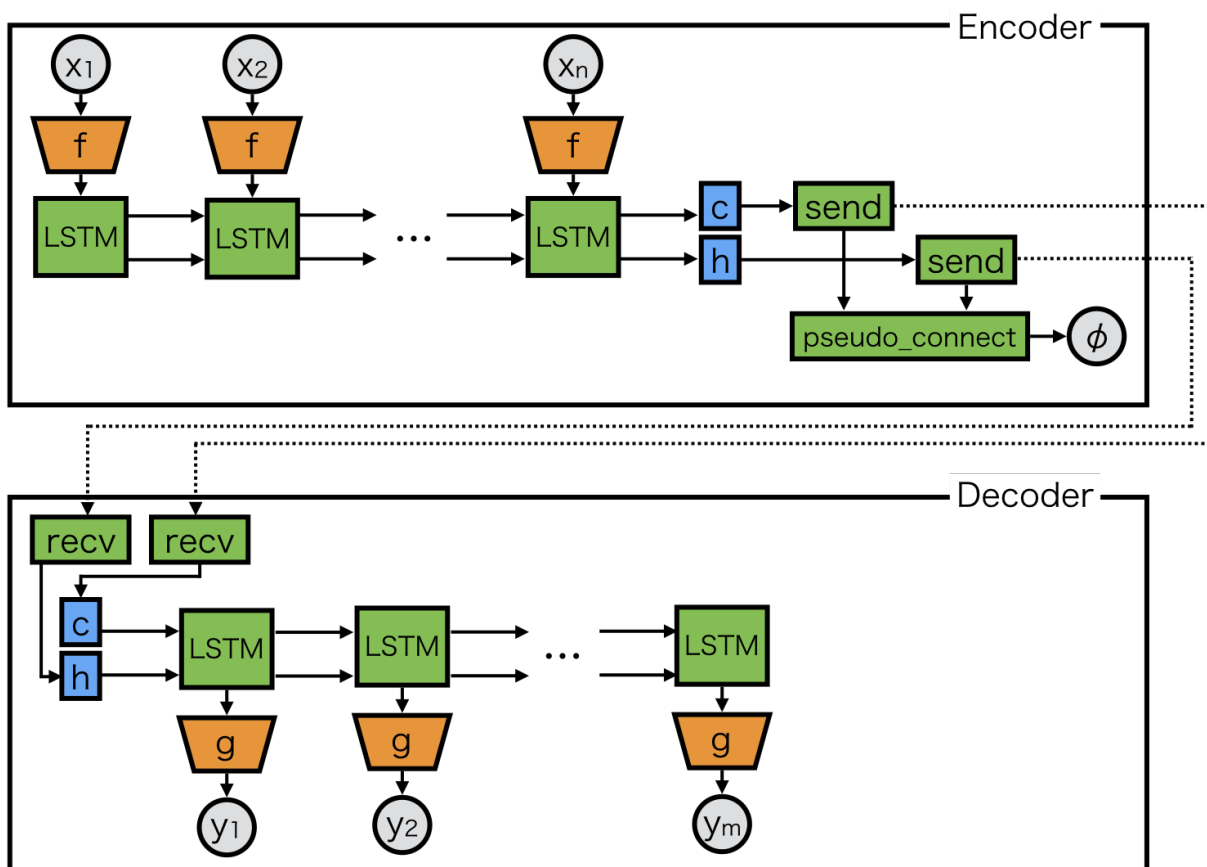 Encoder
x1 x2 xn
f f f
LSTM LSTM ... LSTM c send
h send
pseudo_connect ϕ
Decoder
recv recv
c LSTM LSTM ... LSTM
h
g g g
y1 y2 ym